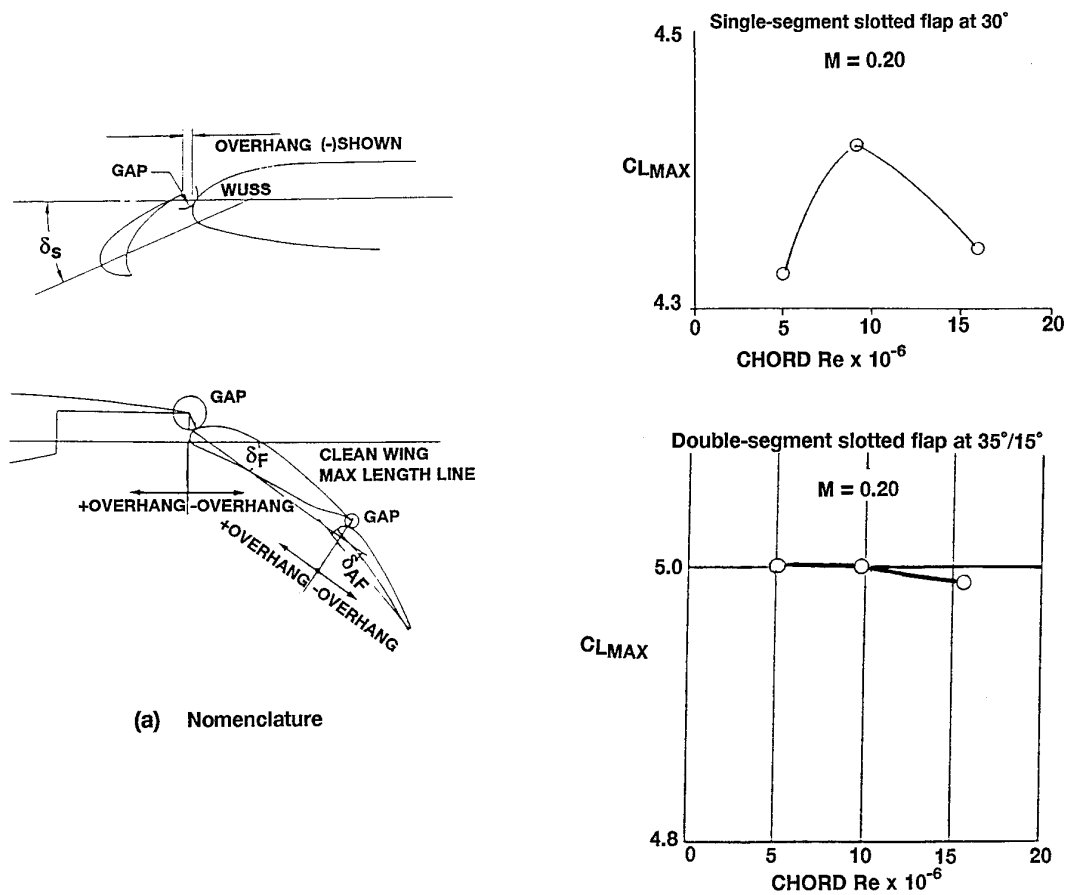 OVERHANG (-)SHOWN
GAP
WUSS
δS
GAP
δF
CLEAN WING
MAX LENGTH LINE
+OVERHANG -OVERHANG
GAP
+OVERHANG -OVERHANG
δAF
(a) Nomenclature
Single-segment slotted flap at 30°
4.5
M = 0.20
CLMAX
4.3
0 5 10 15 20
CHORD Re x 10-6
Double-segment slotted flap at 35°/15°
M = 0.20
5.0
CLMAX
4.8
0 5 10 15 20
CHORD Re x 10-6